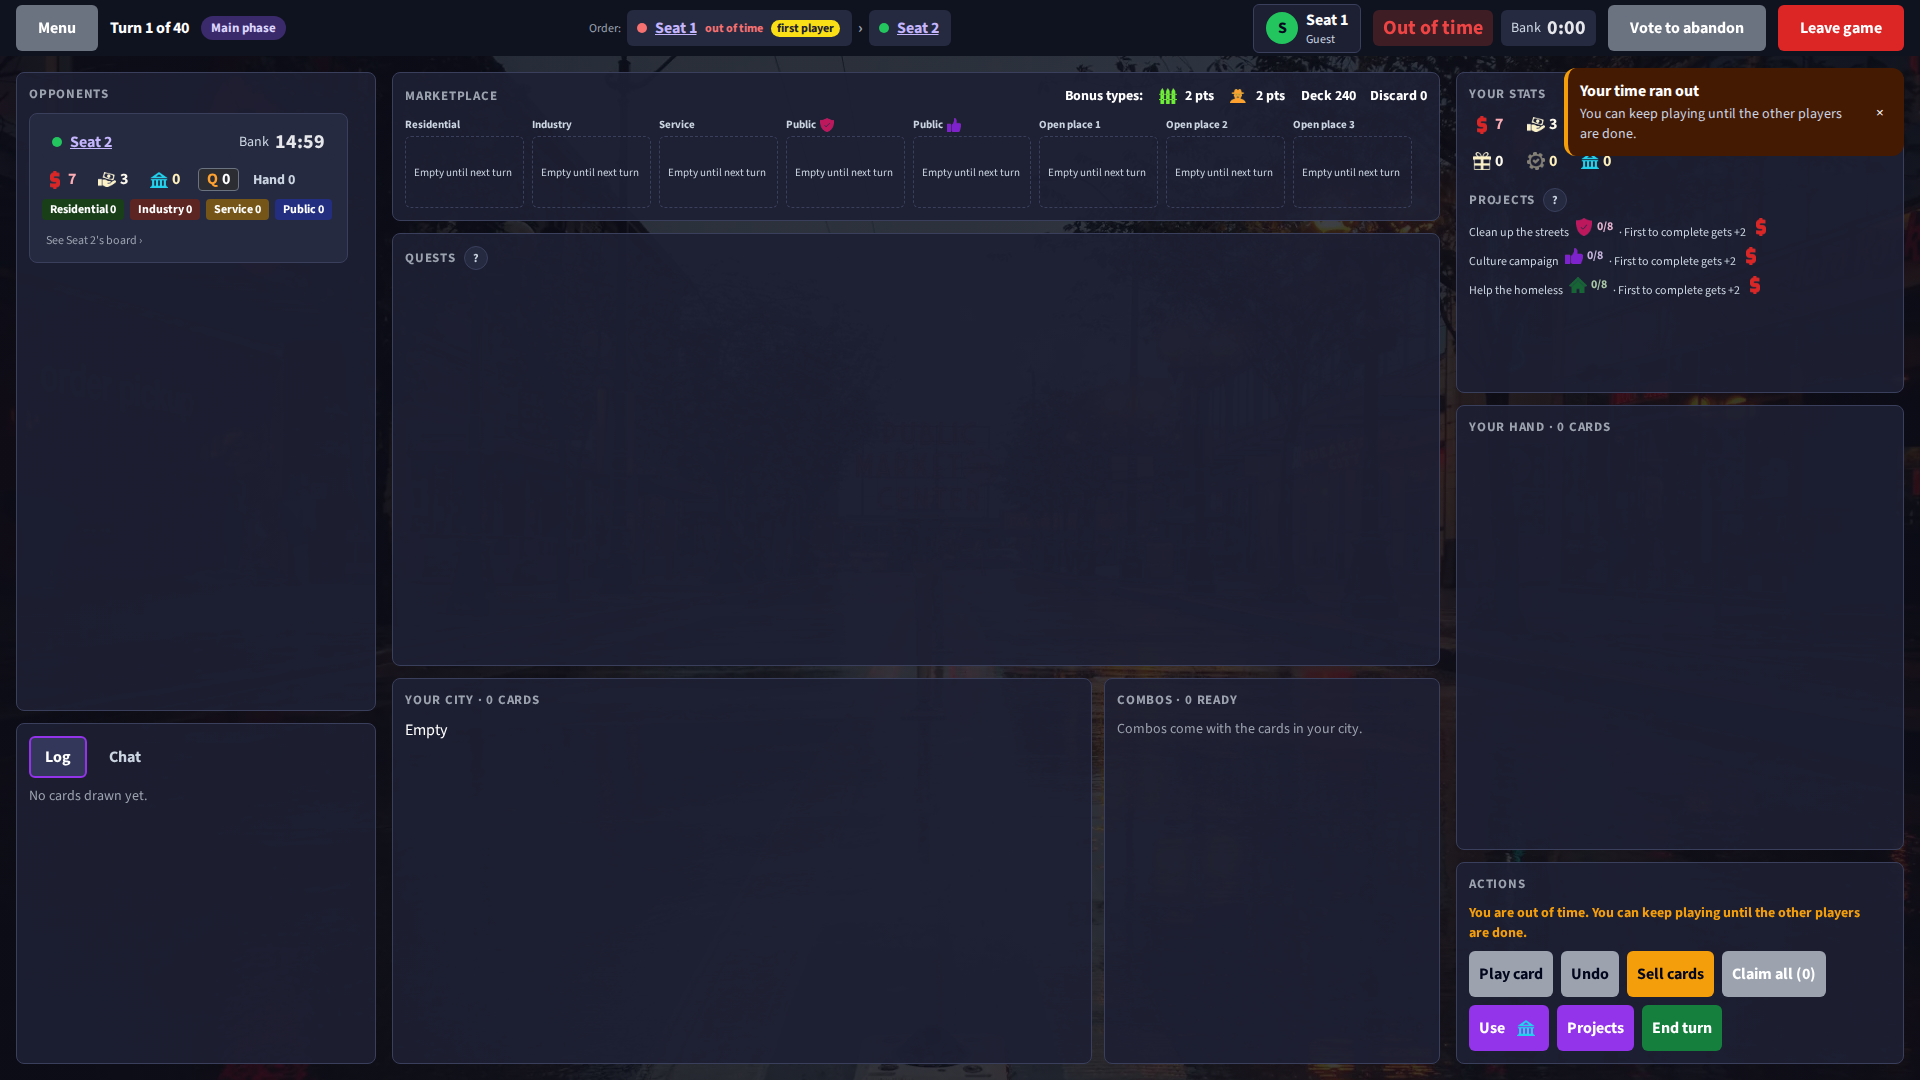 Menu
Turn 1 of 40
Main phase
Order:
Seat 1 out of time first player
›
Seat 2
S
Seat 1
Guest
Out of time
Bank 0:00
Vote to abandon
Leave game
OPPONENTS
Seat 2
Bank 14:59
7 3 0 Q 0 Hand 0
Residential 0 Industry 0 Service 0 Public 0
See Seat 2's board ›
MARKETPLACE
Bonus types: 2 pts 2 pts Deck 240 Discard 0
Residential Industry Service Public Public Open place 1 Open place 2 Open place 3
Empty until next turn Empty until next turn Empty until next turn Empty until next turn Empty until next turn Empty until next turn Empty until next turn Empty until next turn
QUESTS ?
YOUR STATS
7 3
0 0 0
Your time ran out
You can keep playing until the other players
are done.
×
PROJECTS ?
Clean up the streets 0/8 · First to complete gets +2
Culture campaign 0/8 · First to complete gets +2
Help the homeless 0/8 · First to complete gets +2
YOUR HAND · 0 CARDS
Log Chat
No cards drawn yet.
YOUR CITY · 0 CARDS
Empty
COMBOS · 0 READY
Combos come with the cards in your city.
ACTIONS
You are out of time. You can keep playing until the other players
are done.
Play card Undo Sell cards Claim all (0)
Use Projects End turn